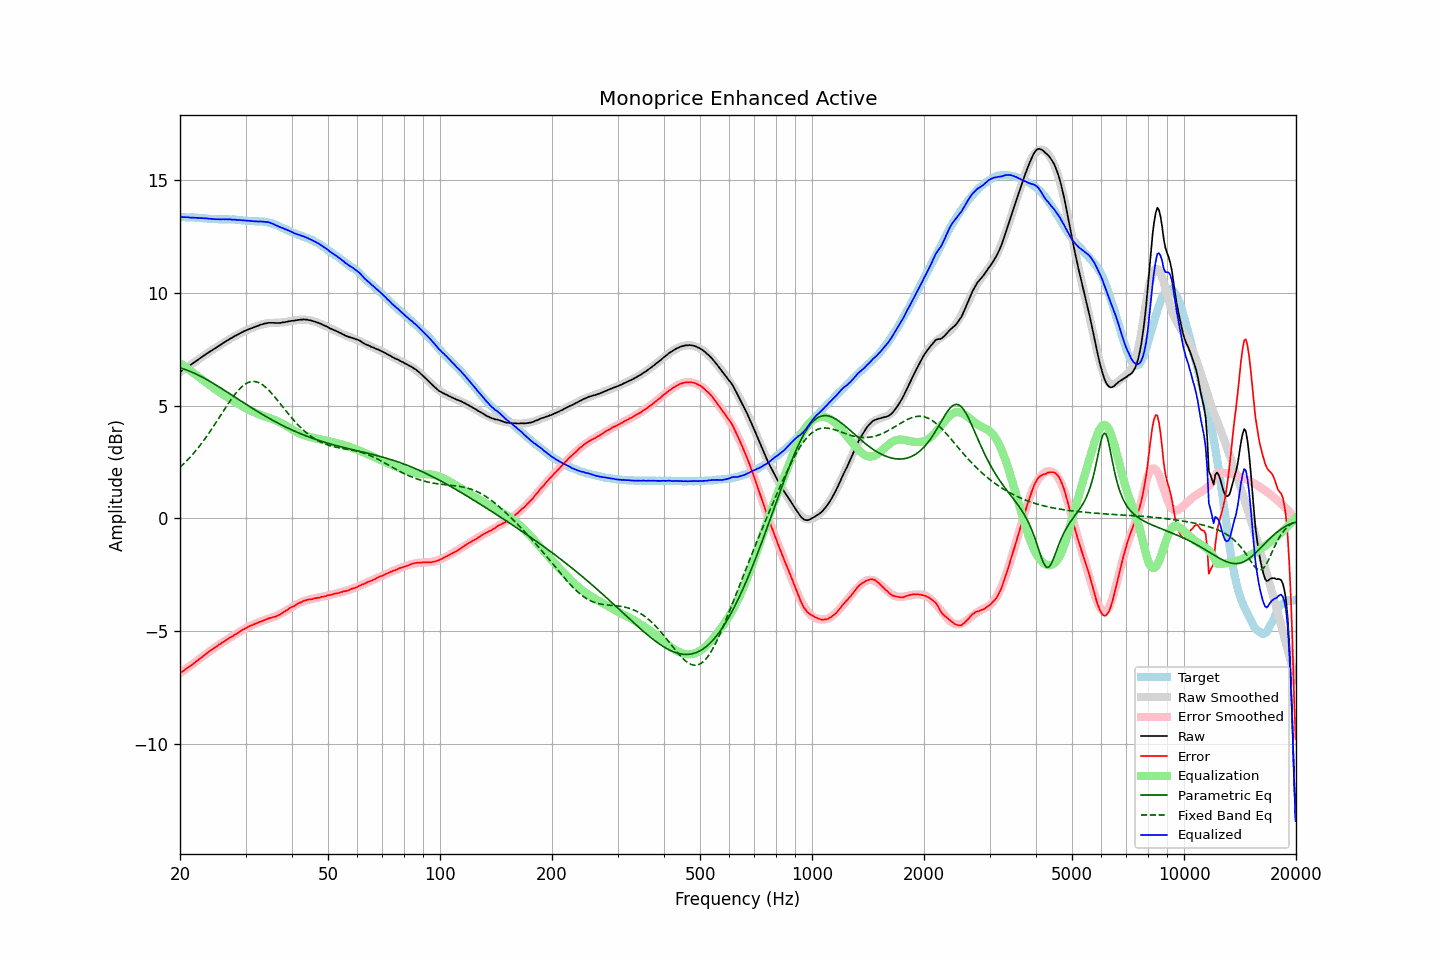 Monoprice Enhanced Active
Amplitude (dBr)
15
10
5
0
−5
−10
20
50
100
200
500
1000
2000
5000
10000
20000
Frequency (Hz)
Target
Raw Smoothed
Error Smoothed
Raw
Error
Equalization
Parametric Eq
Fixed Band Eq
Equalized